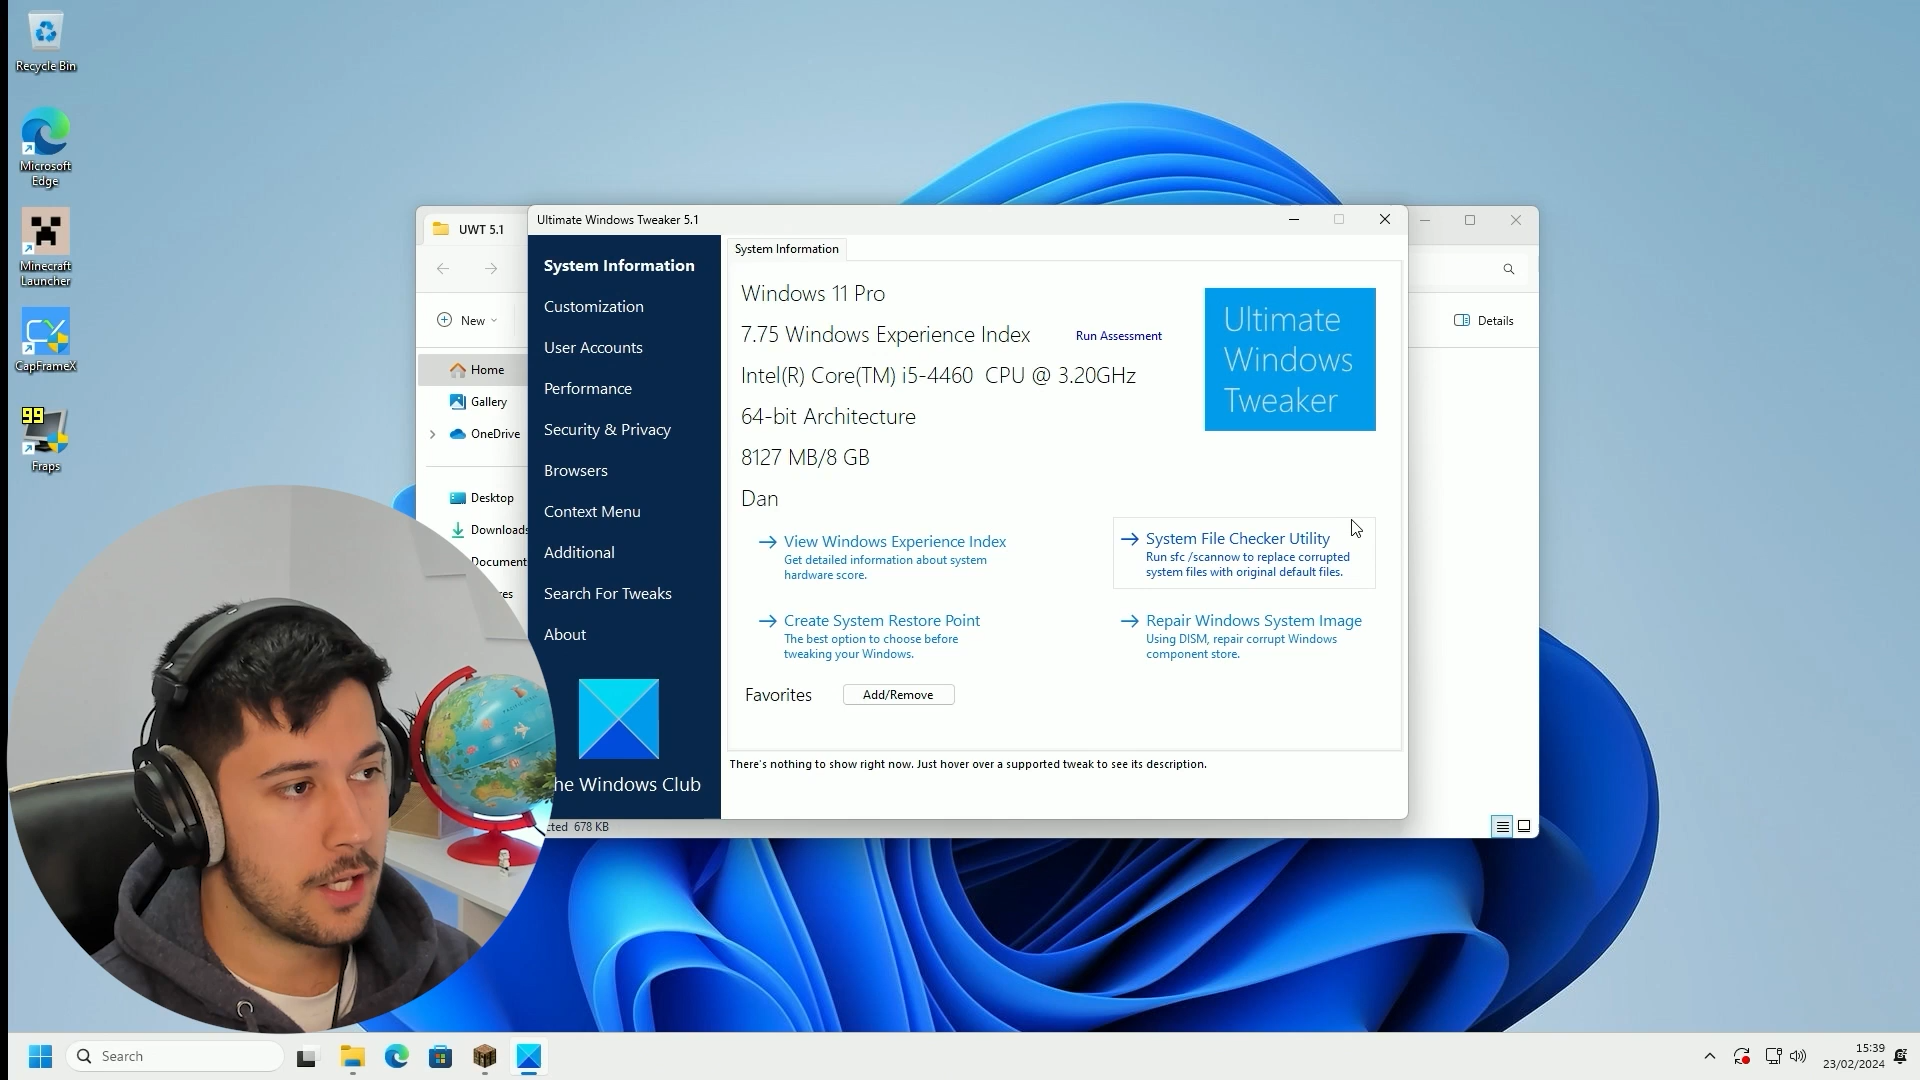 Recycle Bin
Microsoft
Edge
Minecraft
Launcher
CapFrameX
99
Fraps
UWT 5.1
New
Home
Gallery
OneDrive
Desktop
Downloads
Document
res
cted 678 KB
Details
Ultimate Windows Tweaker 5.1
System Information
Customization
User Accounts
Performance
Security & Privacy
Browsers
Context Menu
Additional
Search For Tweaks
About
he Windows Club
System Information
Windows 11 Pro
7.75 Windows Experience Index
Run Assessment
Intel(R) Core(TM) i5-4460 CPU @ 3.20GHz
64-bit Architecture
8127 MB/8 GB
Dan
Ultimate
Windows
Tweaker
View Windows Experience Index
Get detailed information about system
hardware score.
System File Checker Utility
Run sfc /scannow to replace corrupted
system files with original default files.
Create System Restore Point
The best option to choose before
tweaking your Windows.
Repair Windows System Image
Using DISM, repair corrupt Windows
component store.
Favorites
Add/Remove
There's nothing to show right now. Just hover over a supported tweak to see its description.
Search
15:39
23/02/2024